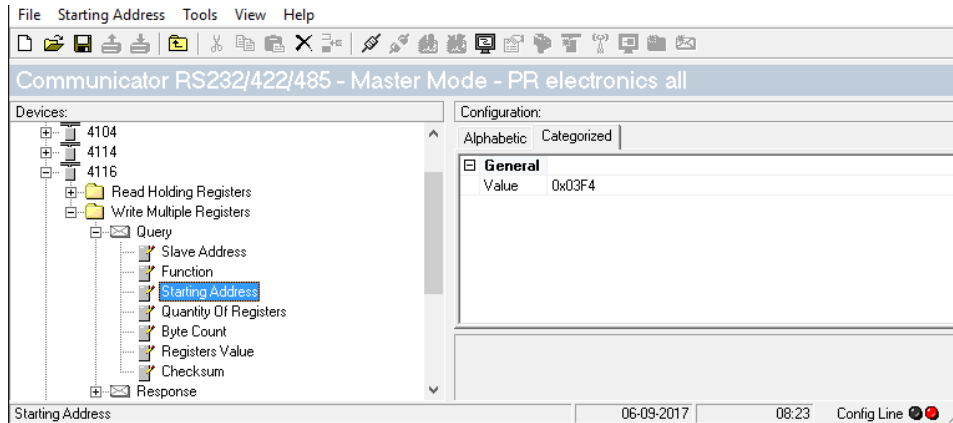 File Starting Address Tools View Help
Communicator RS232/422/485 - Master Mode - PR electronics all
Devices:
4104
4114
4116
Read Holding Registers
Write Multiple Registers
Query
Slave Address
Function
Starting Address
Quantity Of Registers
Byte Count
Registers Value
Checksum
Response
Configuration:
Alphabetic Categorized
General
Value 0x03F4
Starting Address 06-09-2017 08:23 Config Line